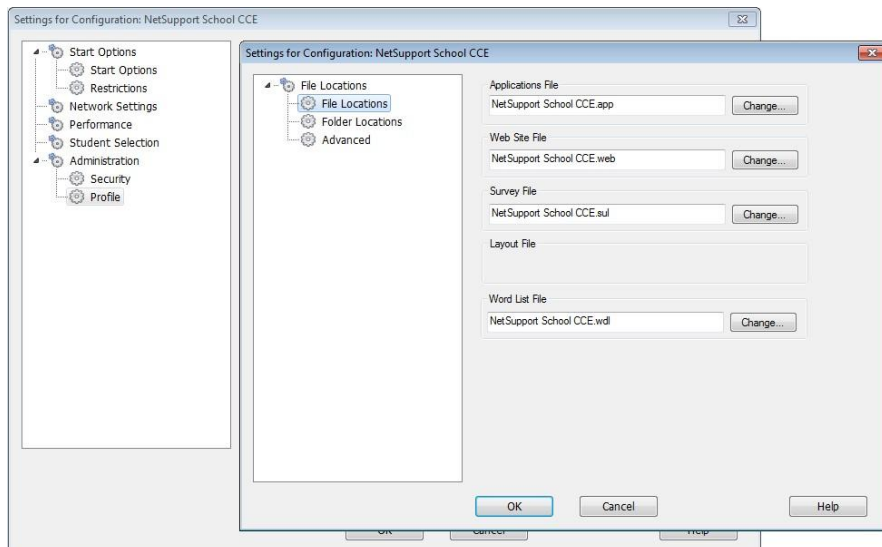 Settings for Configuration: NetSupport School CCE
Start Options
Start Options
Restrictions
Network Settings
Performance
Student Selection
Administration
Security
Profile
Settings for Configuration: NetSupport School CCE
File Locations
File Locations
Folder Locations
Advanced
Applications File
NetSupport School CCE.app
Change...
Web Site File
NetSupport School CCE.web
Change...
Survey File
NetSupport School CCE.sul
Change...
Layout File
Word List File
NetSupport School CCE.wdl
Change...
OK
Cancel
Help
OK
Cancel
Help